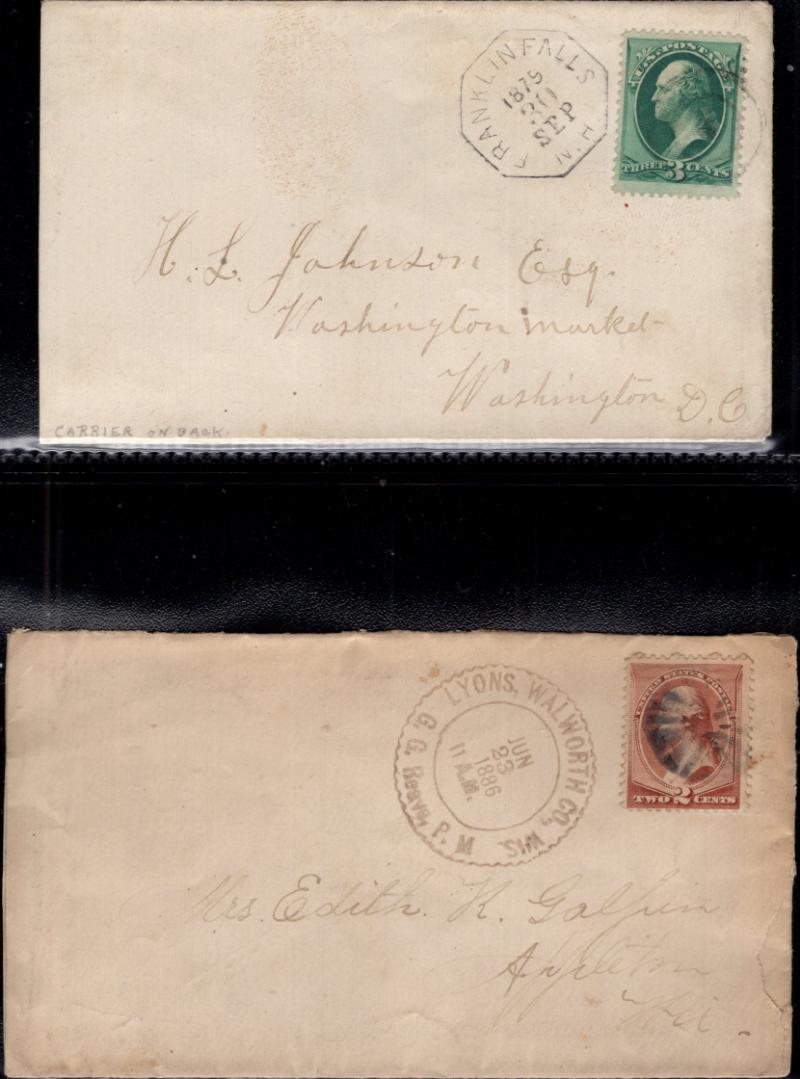 FRANKLIN FALLS N.H
1879
30
SEP
U.S. POSTAGE
THREE 3 CENTS
H. L. Johnson Esq.
Washington market
Washington D.C
CARRIER ON BACK.
LYONS, WALWORTH CO., WIS.
G. G. Reave, P. M
JUN
23
1886
11 A.M.
UNITED STATES POSTAGE
TWO 2 CENTS
Mrs. Edith. K. Galpin
Appleton
Wis.